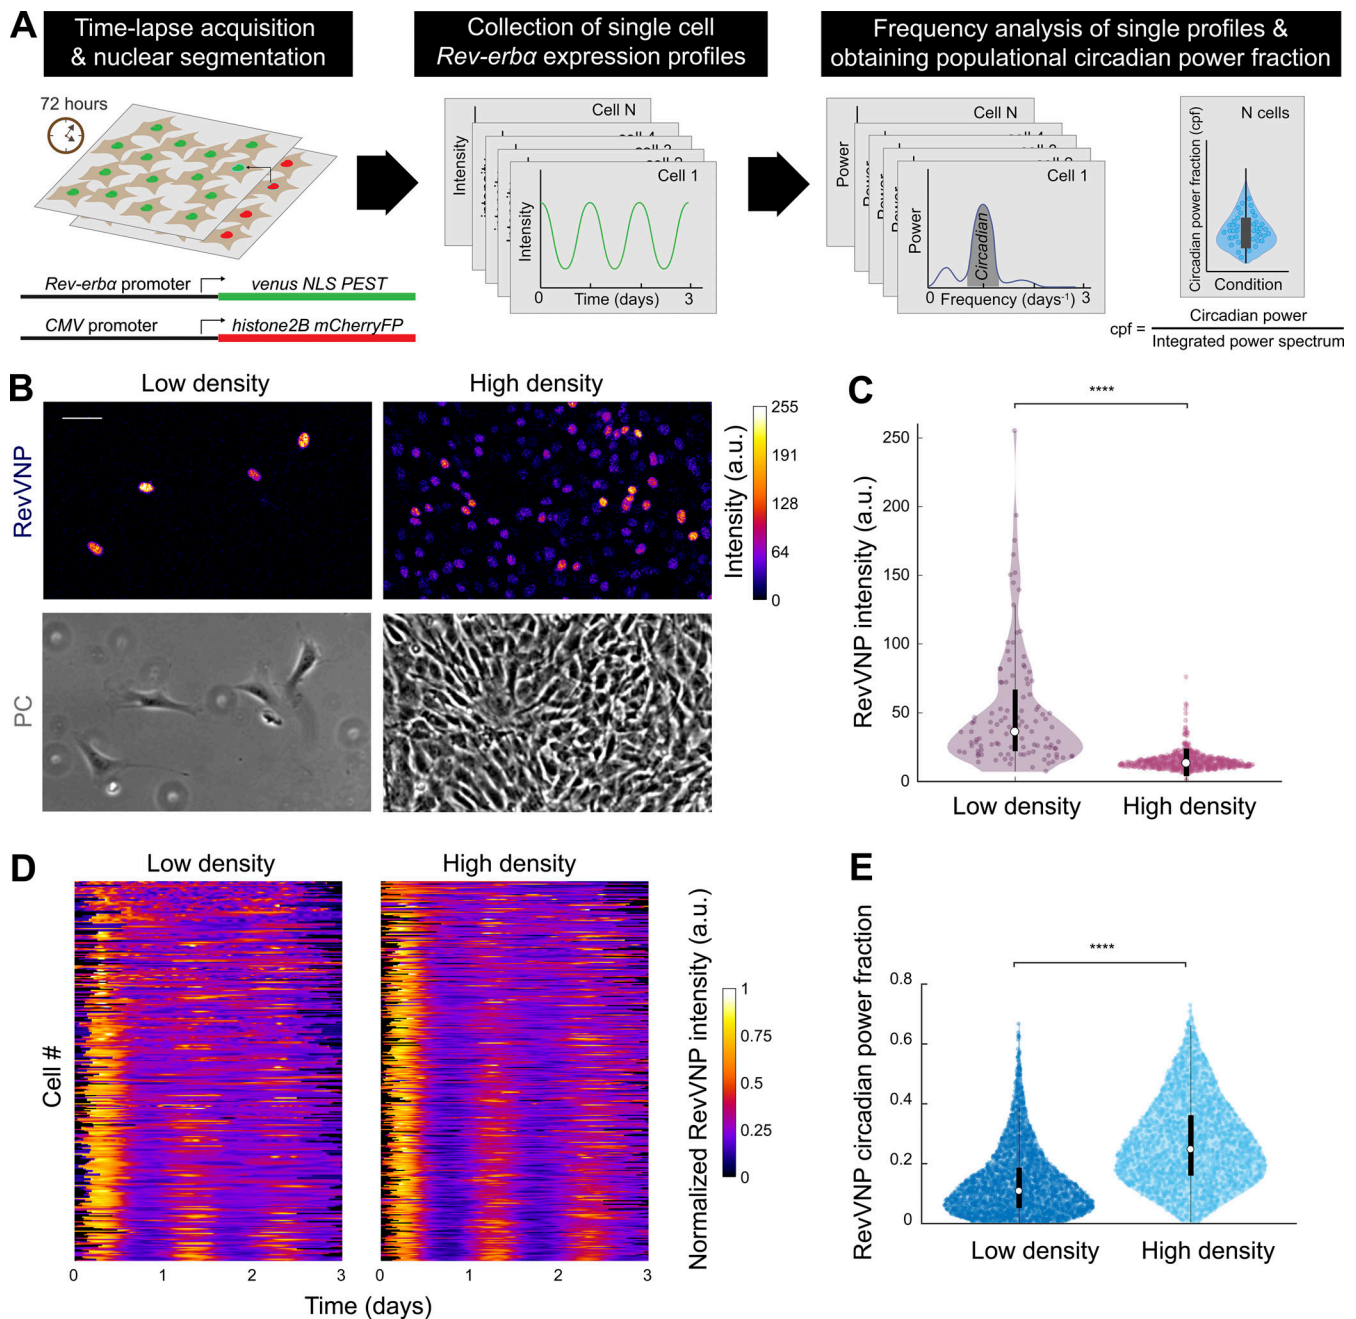 A
Time-lapse acquisition
& nuclear segmentation
Collection of single cell
Rev-erbα expression profiles
Frequency analysis of single profiles &
obtaining populational circadian power fraction
72 hours
Rev-erbα promoter
venus NLS PEST
CMV promoter
histone2B mCherryFP
Cell N
Intensity
Cell 1
Intensity
0
Time (days)
3
Cell N
Power
Power
Power
Power
Cell 1
Power
Circadian
0
Frequency (days⁻¹)
3
N cells
Circadian power fraction (cpf)
Condition
cpf =
Circadian power
Integrated power spectrum
B
Low density
High density
RevVNP
PC
255
191
128
64
0
Intensity (a.u.)
C
****
RevVNP intensity (a.u.)
250
200
150
100
50
0
Low density
High density
D
Low density
High density
Cell #
0
1
2
3
0
1
2
3
Time (days)
Normalized RevVNP intensity (a.u.)
1
0.75
0.5
0.25
0
E
****
RevVNP circadian power fraction
0.8
0.6
0.4
0.2
0
Low density
High density